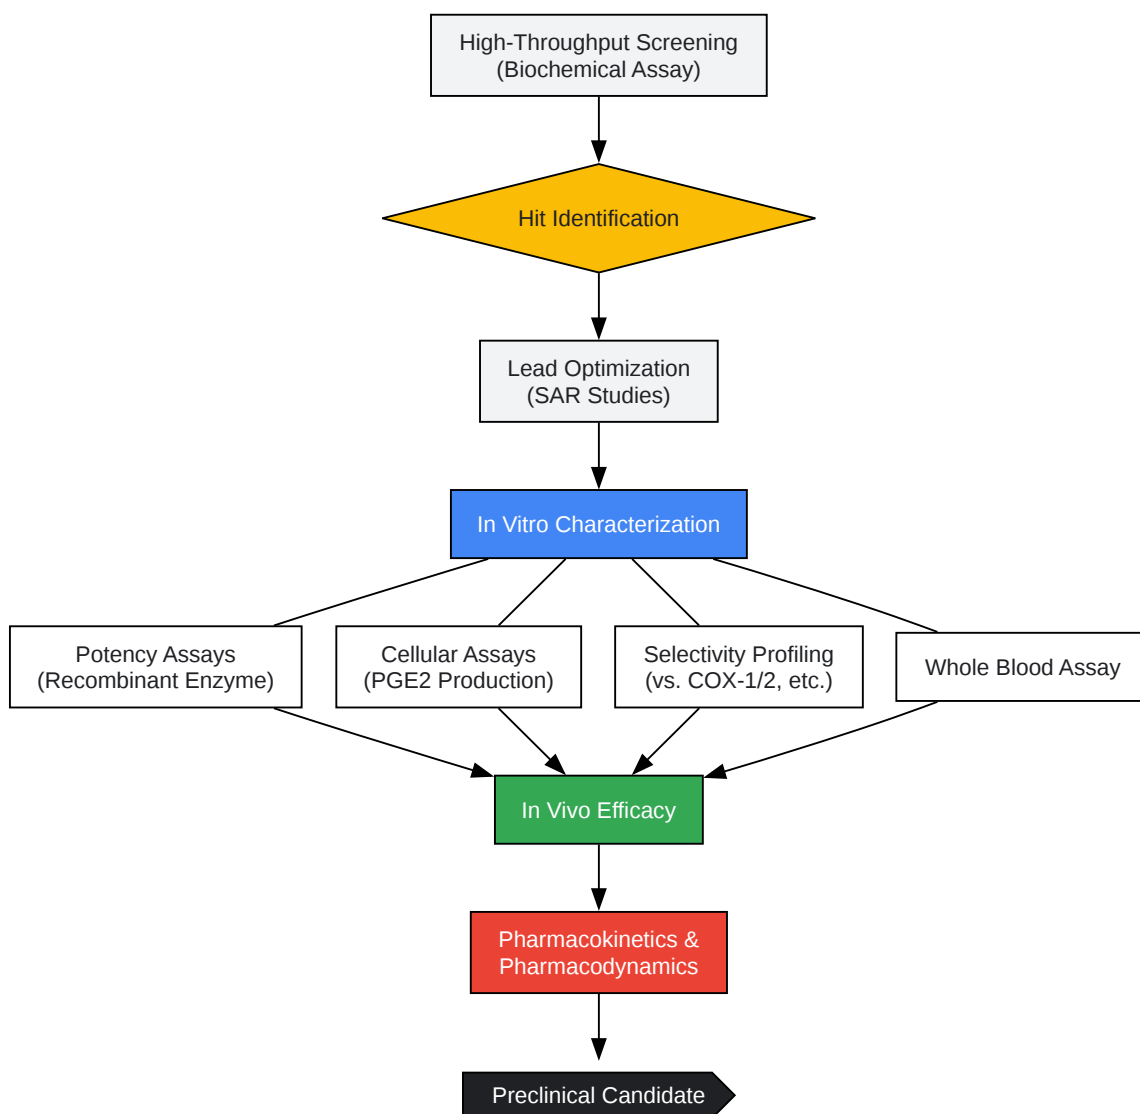 High-Throughput Screening
(Biochemical Assay)
Hit Identification
Lead Optimization
(SAR Studies)
In Vitro Characterization
Potency Assays
(Recombinant Enzyme)
Cellular Assays
(PGE2 Production)
Selectivity Profiling
(vs. COX-1/2, etc.)
Whole Blood Assay
In Vivo Efficacy
Pharmacokinetics &
Pharmacodynamics
Preclinical Candidate